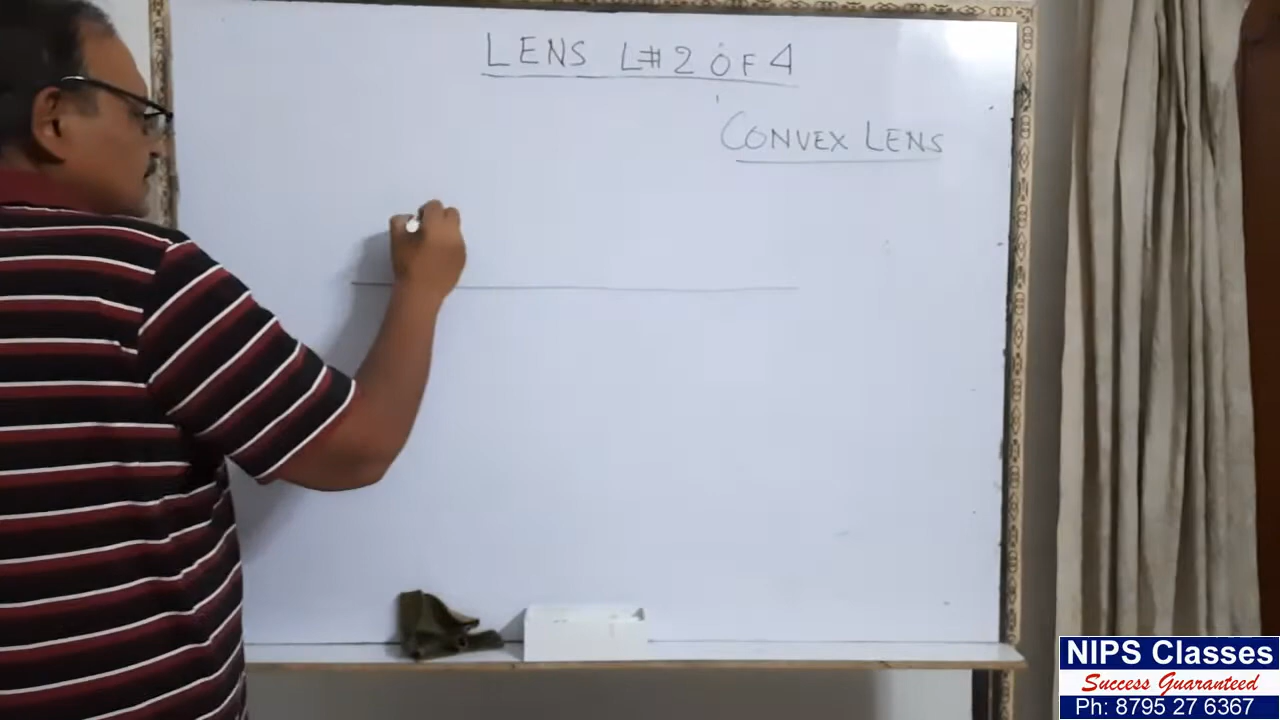 LENS L#2 OF 4
CONVEX LENS
NIPS Classes
Success Guaranteed
Ph: 8795 27 6367